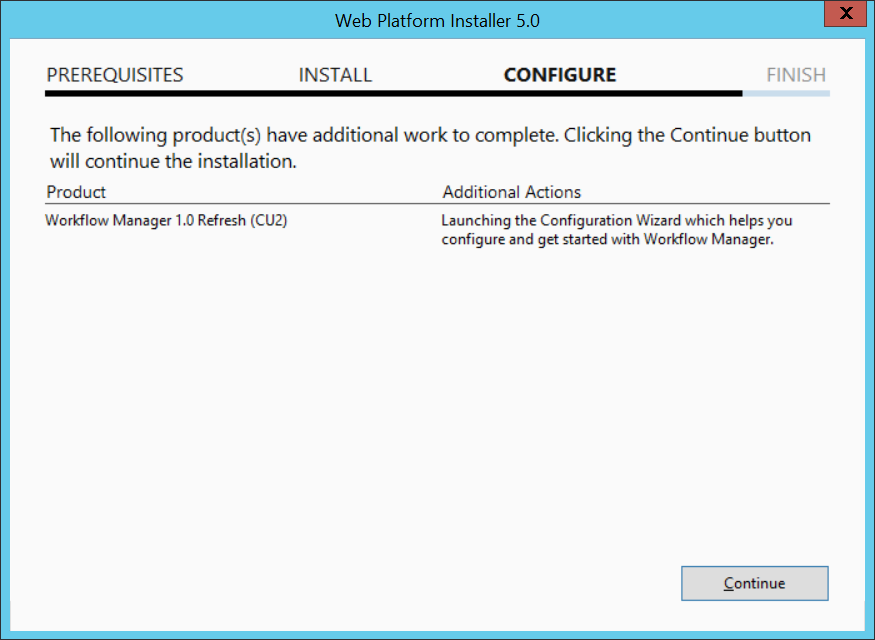 Web Platform Installer 5.0
X
PREREQUISITES INSTALL CONFIGURE FINISH
The following product(s) have additional work to complete. Clicking the Continue button
will continue the installation.
Product Additional Actions
Workflow Manager 1.0 Refresh (CU2) Launching the Configuration Wizard which helps you
configure and get started with Workflow Manager.
Continue